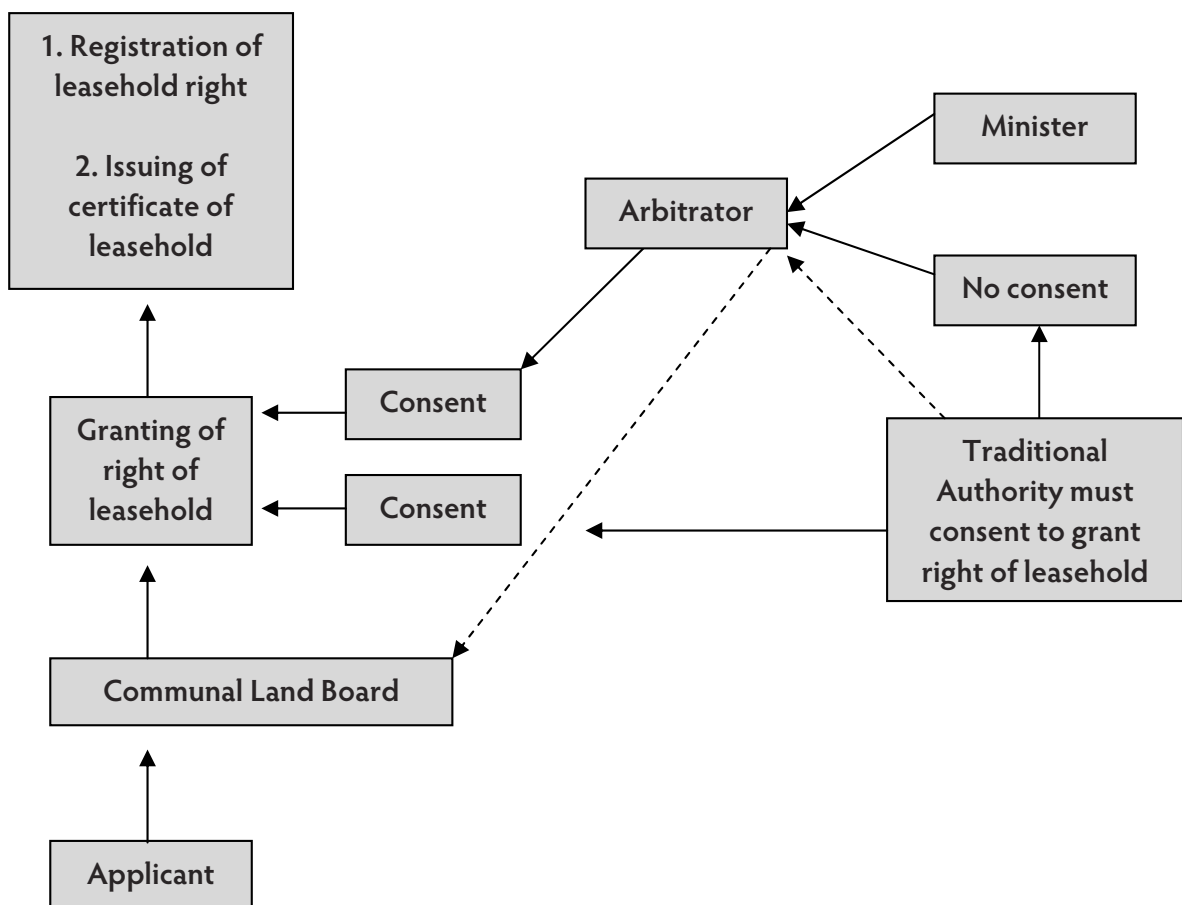 1. Registration of
leasehold right
2. Issuing of
certificate of
leasehold
Minister
Arbitrator
No consent
Consent
Granting of
right of
leasehold
Consent
Traditional
Authority must
consent to grant
right of leasehold
Communal Land Board
Applicant